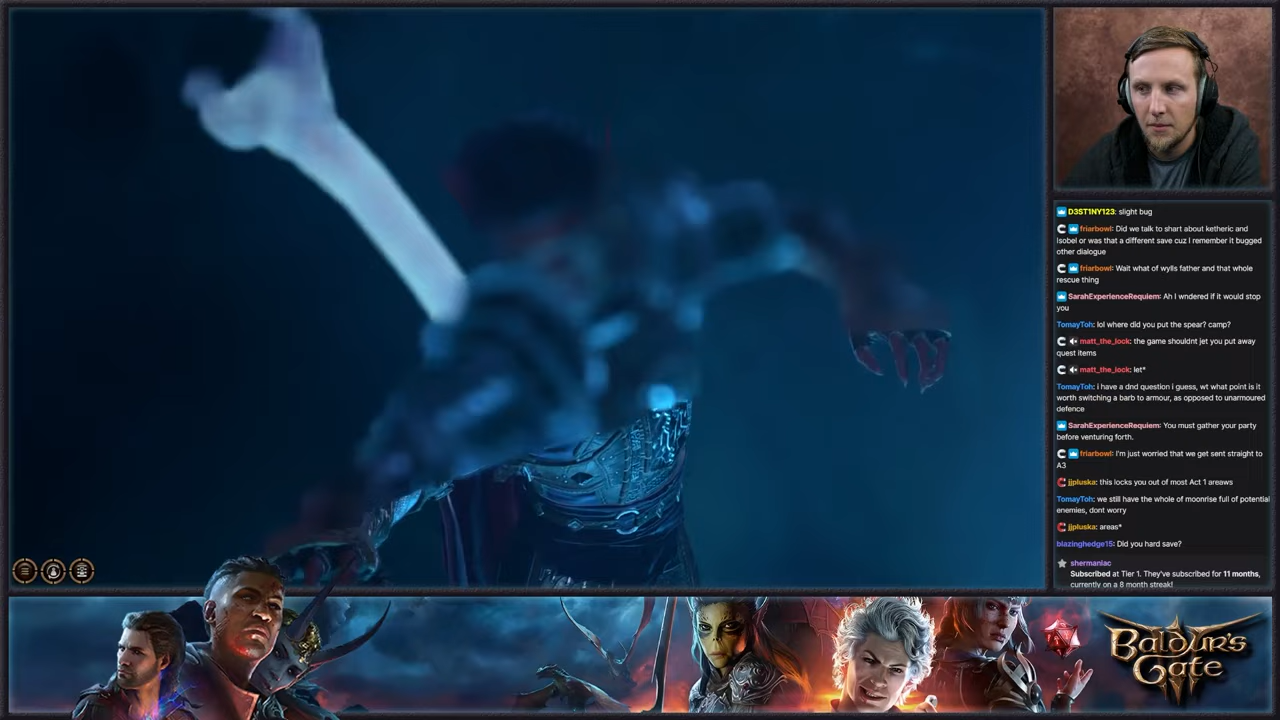 D3ST1NY123: slight bug
friarbowl: Did we talk to shart about ketheric and
Isobel or was that a different save cuz I remember it bugged
other dialogue
friarbowl: Wait what of wylls father and that whole
rescue thing
SarahExperienceRequiem: Ah I wndered if it would stop
you
TomayToh: lol where did you put the spear? camp?
matt_the_lock: the game shouldnt jet you put away
quest items
matt_the_lock: let*
TomayToh: i have a dnd question i guess, wt what point is it
worth switching a barb to armour, as opposed to unarmoured
defence
SarahExperienceRequiem: You must gather your party
before venturing forth.
friarbowl: I'm just worried that we get sent straight to
A3
jjpluska: this locks you out of most Act 1 areaws
TomayToh: we still have the whole of moonrise full of potential
enemies, dont worry
jjpluska: areas*
blazinghedge15: Did you hard save?
shermaniac
Subscribed at Tier 1. They've subscribed for 11 months,
currently on a 8 month streak!
BALDUR'S
GATE
III